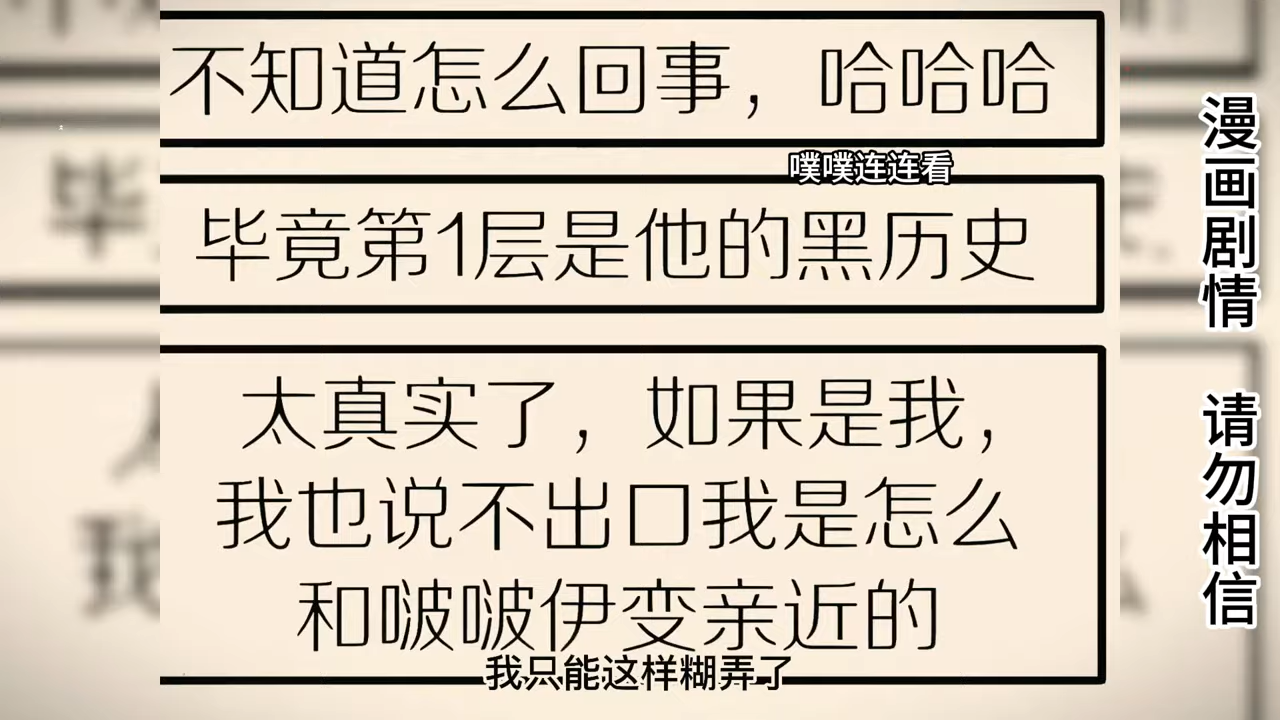 不知道怎么回事，哈哈哈
噗噗连连看
毕竟第1层是他的黑历史
太真实了，如果是我，
我也说不出口我是怎么
和啵啵伊变亲近的
我只能这样糊弄了
漫画剧情 请勿相信